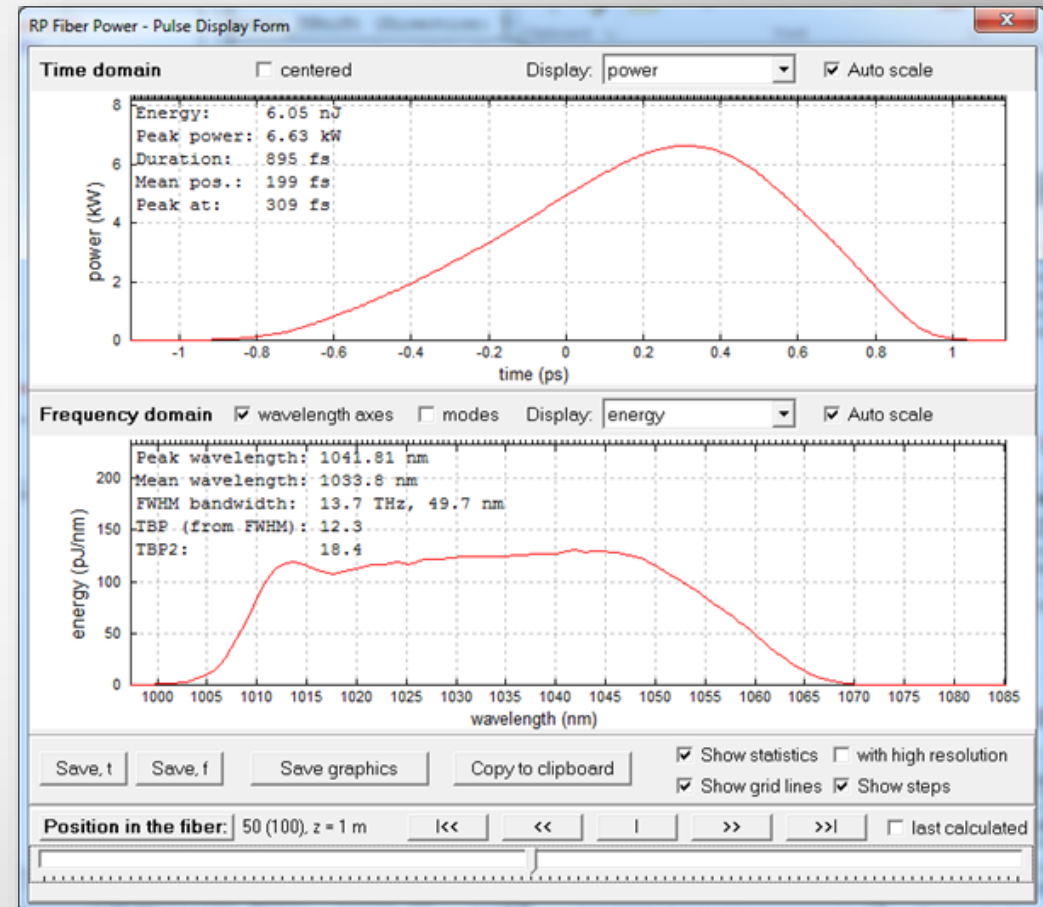 RP Fiber Power - Pulse Display Form
x
Time domain centered Display: power Auto scale
8
6
4
2
0
power (kW)
Energy: 6.05 nJ
Peak power: 6.63 kW
Duration: 895 fs
Mean pos.: 199 fs
Peak at: 309 fs
-1 -0.8 -0.6 -0.4 -0.2 0 0.2 0.4 0.6 0.8 1
time (ps)
Frequency domain wavelength axes modes Display: energy Auto scale
200
150
100
50
0
energy (pJ/nm)
Peak wavelength: 1041.81 nm
Mean wavelength: 1033.8 nm
FWHM bandwidth: 13.7 THz, 49.7 nm
TBP (from FWHM): 12.3
TBP2: 18.4
1000 1005 1010 1015 1020 1025 1030 1035 1040 1045 1050 1055 1060 1065 1070 1075 1080 1085
wavelength (nm)
Save, t Save, f Save graphics Copy to clipboard
Show statistics with high resolution
Show grid lines Show steps
Position in the fiber: 50 (100), z = 1 m |<< << | >> >>| last calculated